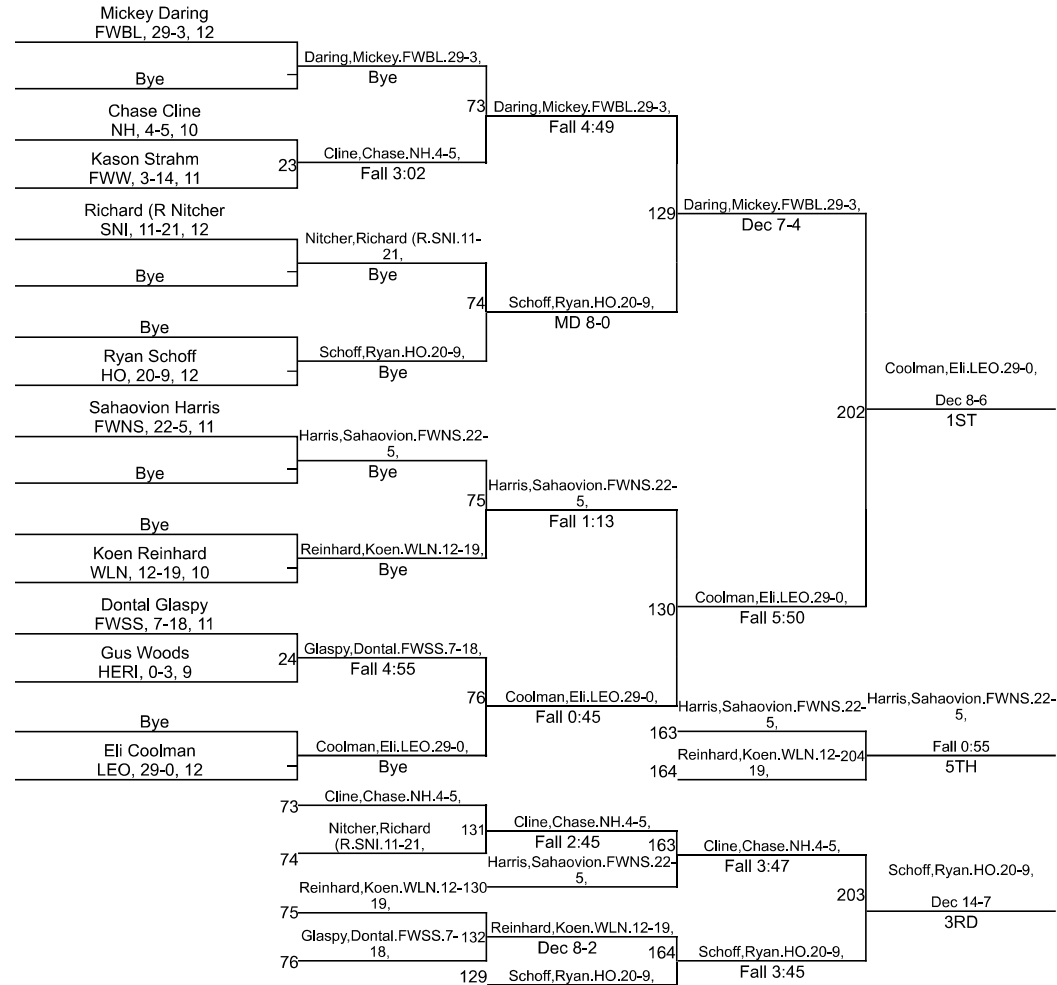 Mickey Daring
FWBL, 29-3, 12
Daring,Mickey.FWBL.29-3,
Bye
Bye
73
Daring,Mickey.FWBL.29-3,
Fall 4:49
Chase Cline
NH, 4-5, 10
23
Cline,Chase.NH.4-5,
Fall 3:02
Kason Strahm
FWW, 3-14, 11
129
Daring,Mickey.FWBL.29-3,
Dec 7-4
Richard (R Nitcher
SNI, 11-21, 12
Nitcher,Richard (R.SNI.11-
21,
Bye
Bye
74
Schoff,Ryan.HO.20-9,
MD 8-0
Bye
Schoff,Ryan.HO.20-9,
Bye
Ryan Schoff
HO, 20-9, 12
202
Coolman,Eli.LEO.29-0,
Dec 8-6
1ST
Sahaovion Harris
FWNS, 22-5, 11
Harris,Sahaovion.FWNS.22-
5,
Bye
Bye
75
Harris,Sahaovion.FWNS.22-
5,
Fall 1:13
Bye
Reinhard,Koen.WLN.12-19,
Bye
Koen Reinhard
WLN, 12-19, 10
130
Coolman,Eli.LEO.29-0,
Fall 5:50
Dontal Glaspy
FWSS, 7-18, 11
24
Glaspy,Dontal.FWSS.7-18,
Fall 4:55
Gus Woods
HERI, 0-3, 9
76
Coolman,Eli.LEO.29-0,
Fall 0:45
Bye
Coolman,Eli.LEO.29-0,
Bye
Eli Coolman
LEO, 29-0, 12
163
Harris,Sahaovion.FWNS.22-
5,
164
Reinhard,Koen.WLN.12-
19,
204
Harris,Sahaovion.FWNS.22-
5,
Fall 0:55
5TH
73
Cline,Chase.NH.4-5,
74
Nitcher,Richard
(R.SNI.11-21,
131
Cline,Chase.NH.4-5,
Fall 2:45
130
Harris,Sahaovion.FWNS.22-
5,
163
Cline,Chase.NH.4-5,
Fall 3:47
75
Reinhard,Koen.WLN.12-
19,
76
Glaspy,Dontal.FWSS.7-
18,
132
Reinhard,Koen.WLN.12-19,
Dec 8-2
129
Schoff,Ryan.HO.20-9,
164
Schoff,Ryan.HO.20-9,
Fall 3:45
203
Schoff,Ryan.HO.20-9,
Dec 14-7
3RD